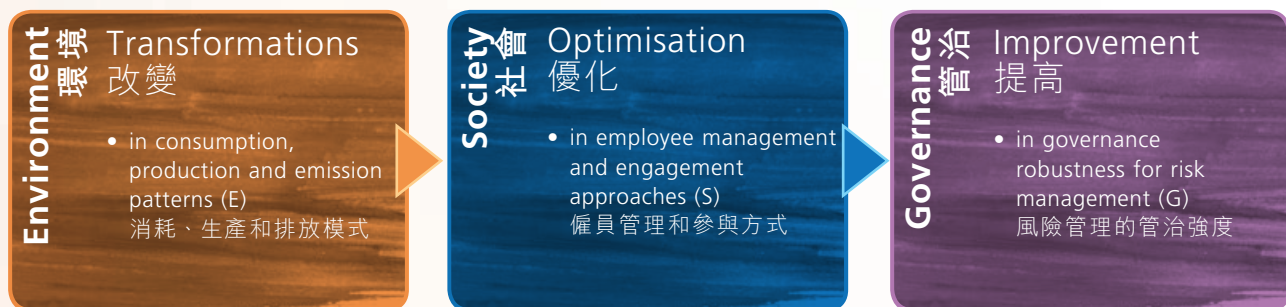 Environment
環境
Transformations
改變
• in consumption,
production and emission
patterns (E)
消耗、生產和排放模式
Society
社會
Optimisation
優化
• in employee management
and engagement
approaches (S)
僱員管理和參與方式
Governance
管治
Improvement
提高
• in governance
robustness for risk
management (G)
風險管理的管治強度